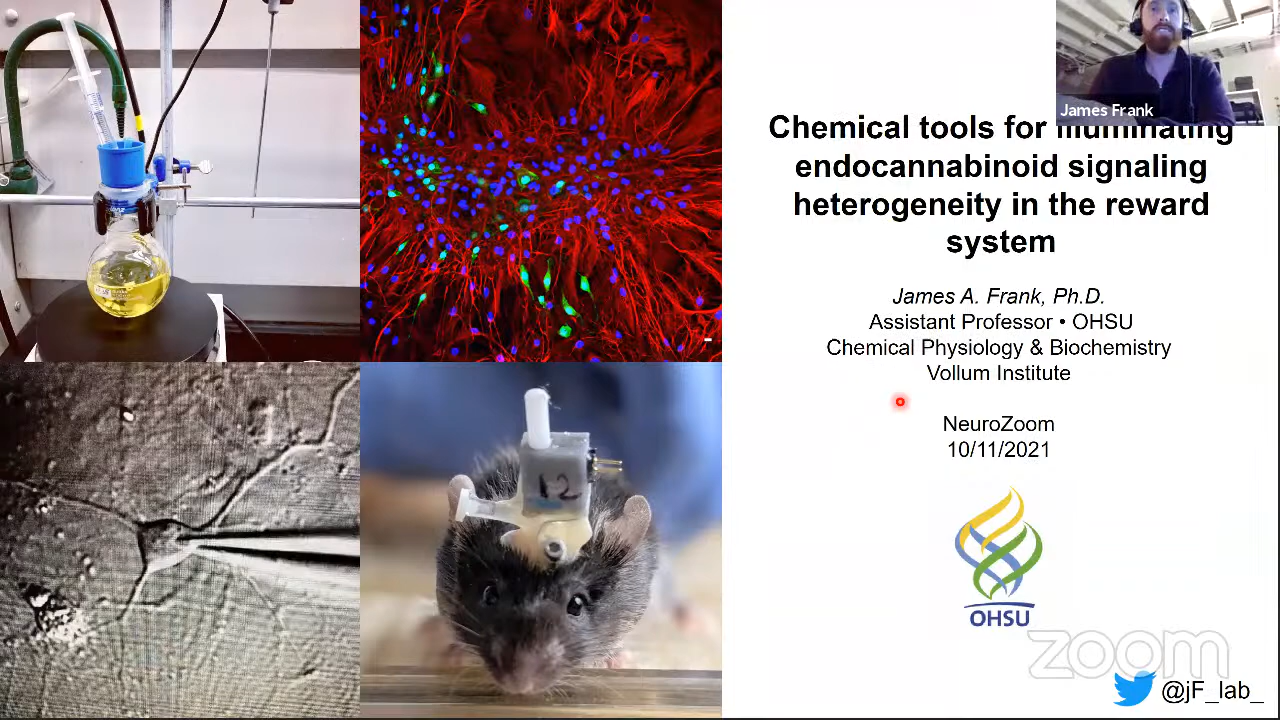 James Frank
Chemical tools for illuminating
endocannabinoid signaling
heterogeneity in the reward
system
James A. Frank, Ph.D.
Assistant Professor • OHSU
Chemical Physiology & Biochemistry
Vollum Institute
NeuroZoom
10/11/2021
12
OHSU
zoom
@jF_lab_